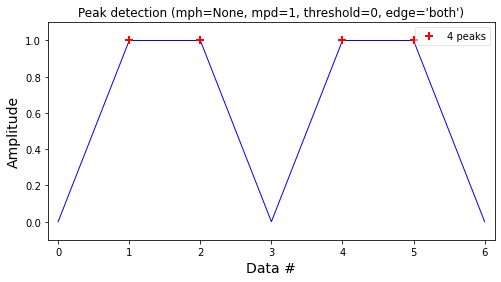 Peak detection (mph=None, mpd=1, threshold=0, edge='both')
4 peaks
1.0
0.8
0.6
0.4
0.2
0.0
Amplitude
0 1 2 3 4 5 6
Data #